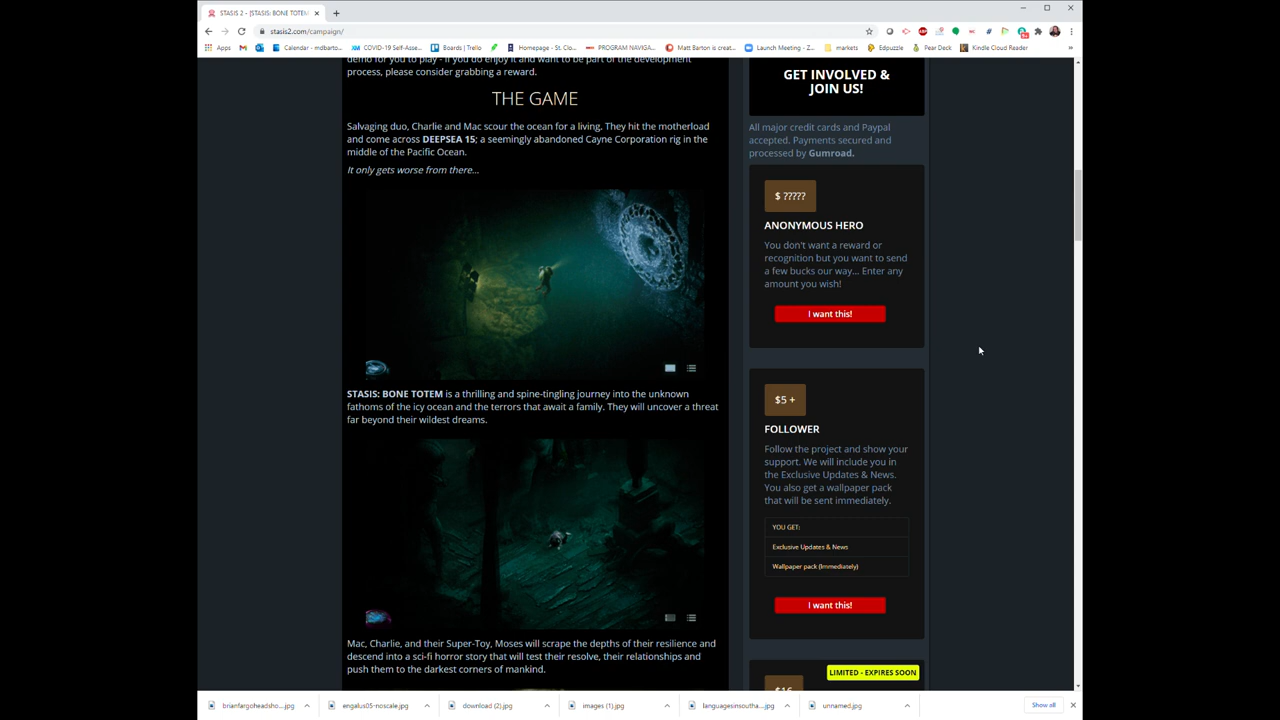 STASIS 2 - [STASIS: BONE TOTEM
stasis2.com/campaign/
Apps
Calendar - mdbarto...
COVID-19 Self-Asse...
Boards | Trello
Homepage - St. Clo...
PROGRAM NAVIGA...
Matt Barton is creat...
Launch Meeting - Z...
markets
Edpuzzle
Pear Deck
Kindle Cloud Reader
»
demo for you to play - if you do enjoy it and want to be part of the development
process, please consider grabbing a reward.
THE GAME
Salvaging duo, Charlie and Mac scour the ocean for a living. They hit the motherload
and come across DEEPSEA 15; a seemingly abandoned Cayne Corporation rig in the
middle of the Pacific Ocean.
It only gets worse from there...
STASIS: BONE TOTEM is a thrilling and spine-tingling journey into the unknown
fathoms of the icy ocean and the terrors that await a family. They will uncover a threat
far beyond their wildest dreams.
Mac, Charlie, and their Super-Toy, Moses will scrape the depths of their resilience and
descend into a sci-fi horror story that will test their resolve, their relationships and
push them to the darkest corners of mankind.
GET INVOLVED &
JOIN US!
All major credit cards and Paypal
accepted. Payments secured and
processed by Gumroad.
$ ?????
ANONYMOUS HERO
You don't want a reward or
recognition but you want to send
a few bucks our way... Enter any
amount you wish!
I want this!
$5 +
FOLLOWER
Follow the project and show your
support. We will include you in
the Exclusive Updates & News.
You also get a wallpaper pack
that will be sent immediately.
YOU GET:
Exclusive Updates & News
Wallpaper pack (Immediately)
I want this!
LIMITED - EXPIRES SOON
$16
brianfargoheadsho....jpg
engalus05-noscale.jpg
download (2).jpg
images (1).jpg
languagesinsoutha....jpg
unnamed.jpg
Show all